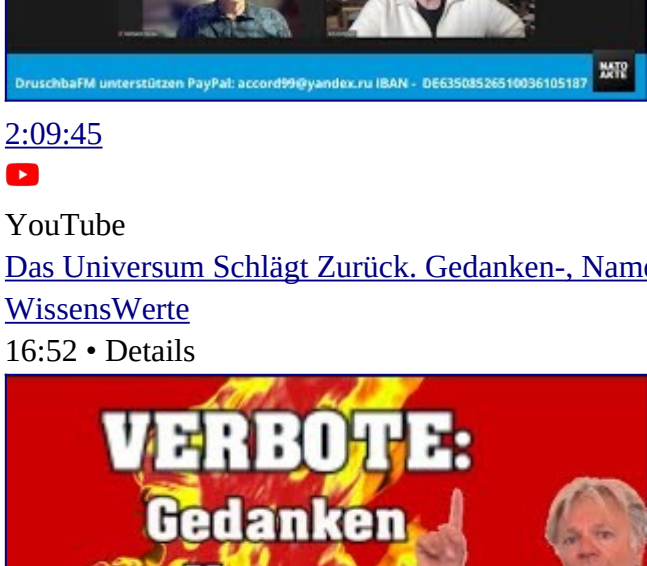 DruschbaFM unterstützen PayPal: accord99@yandex.ru IBAN - DE63508526510036105187
NATO
AKTE
2:09:45
YouTube
Das Universum Schlägt Zurück. Gedanken-, Name
WissensWerte
16:52 • Details
VERBOTE:
Gedanken